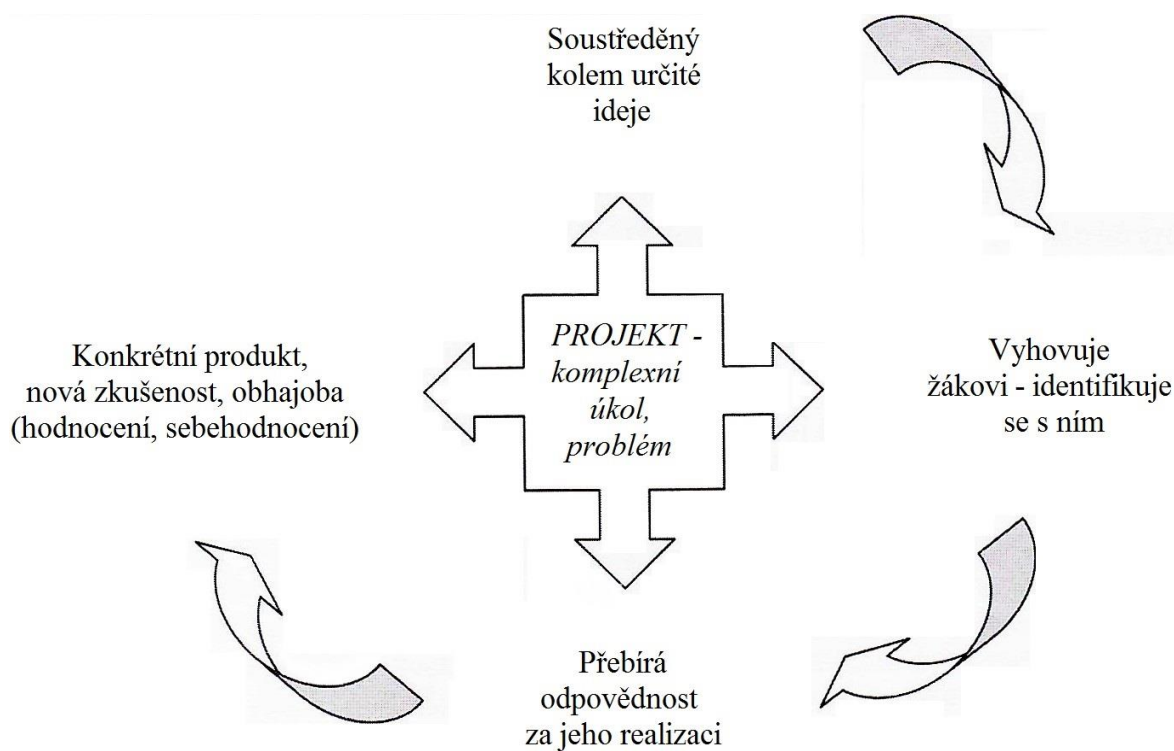 Soustředěný
kolem určité
ideje
Konkrétní produkt,
nová zkušenost, obhajoba
(hodnocení, sebehodnocení)
PROJEKT -
komplexní
úkol,
problém
Vyhovuje
žákovi - identifikuje
se s ním
Přebírá
odpovědnost
za jeho realizaci